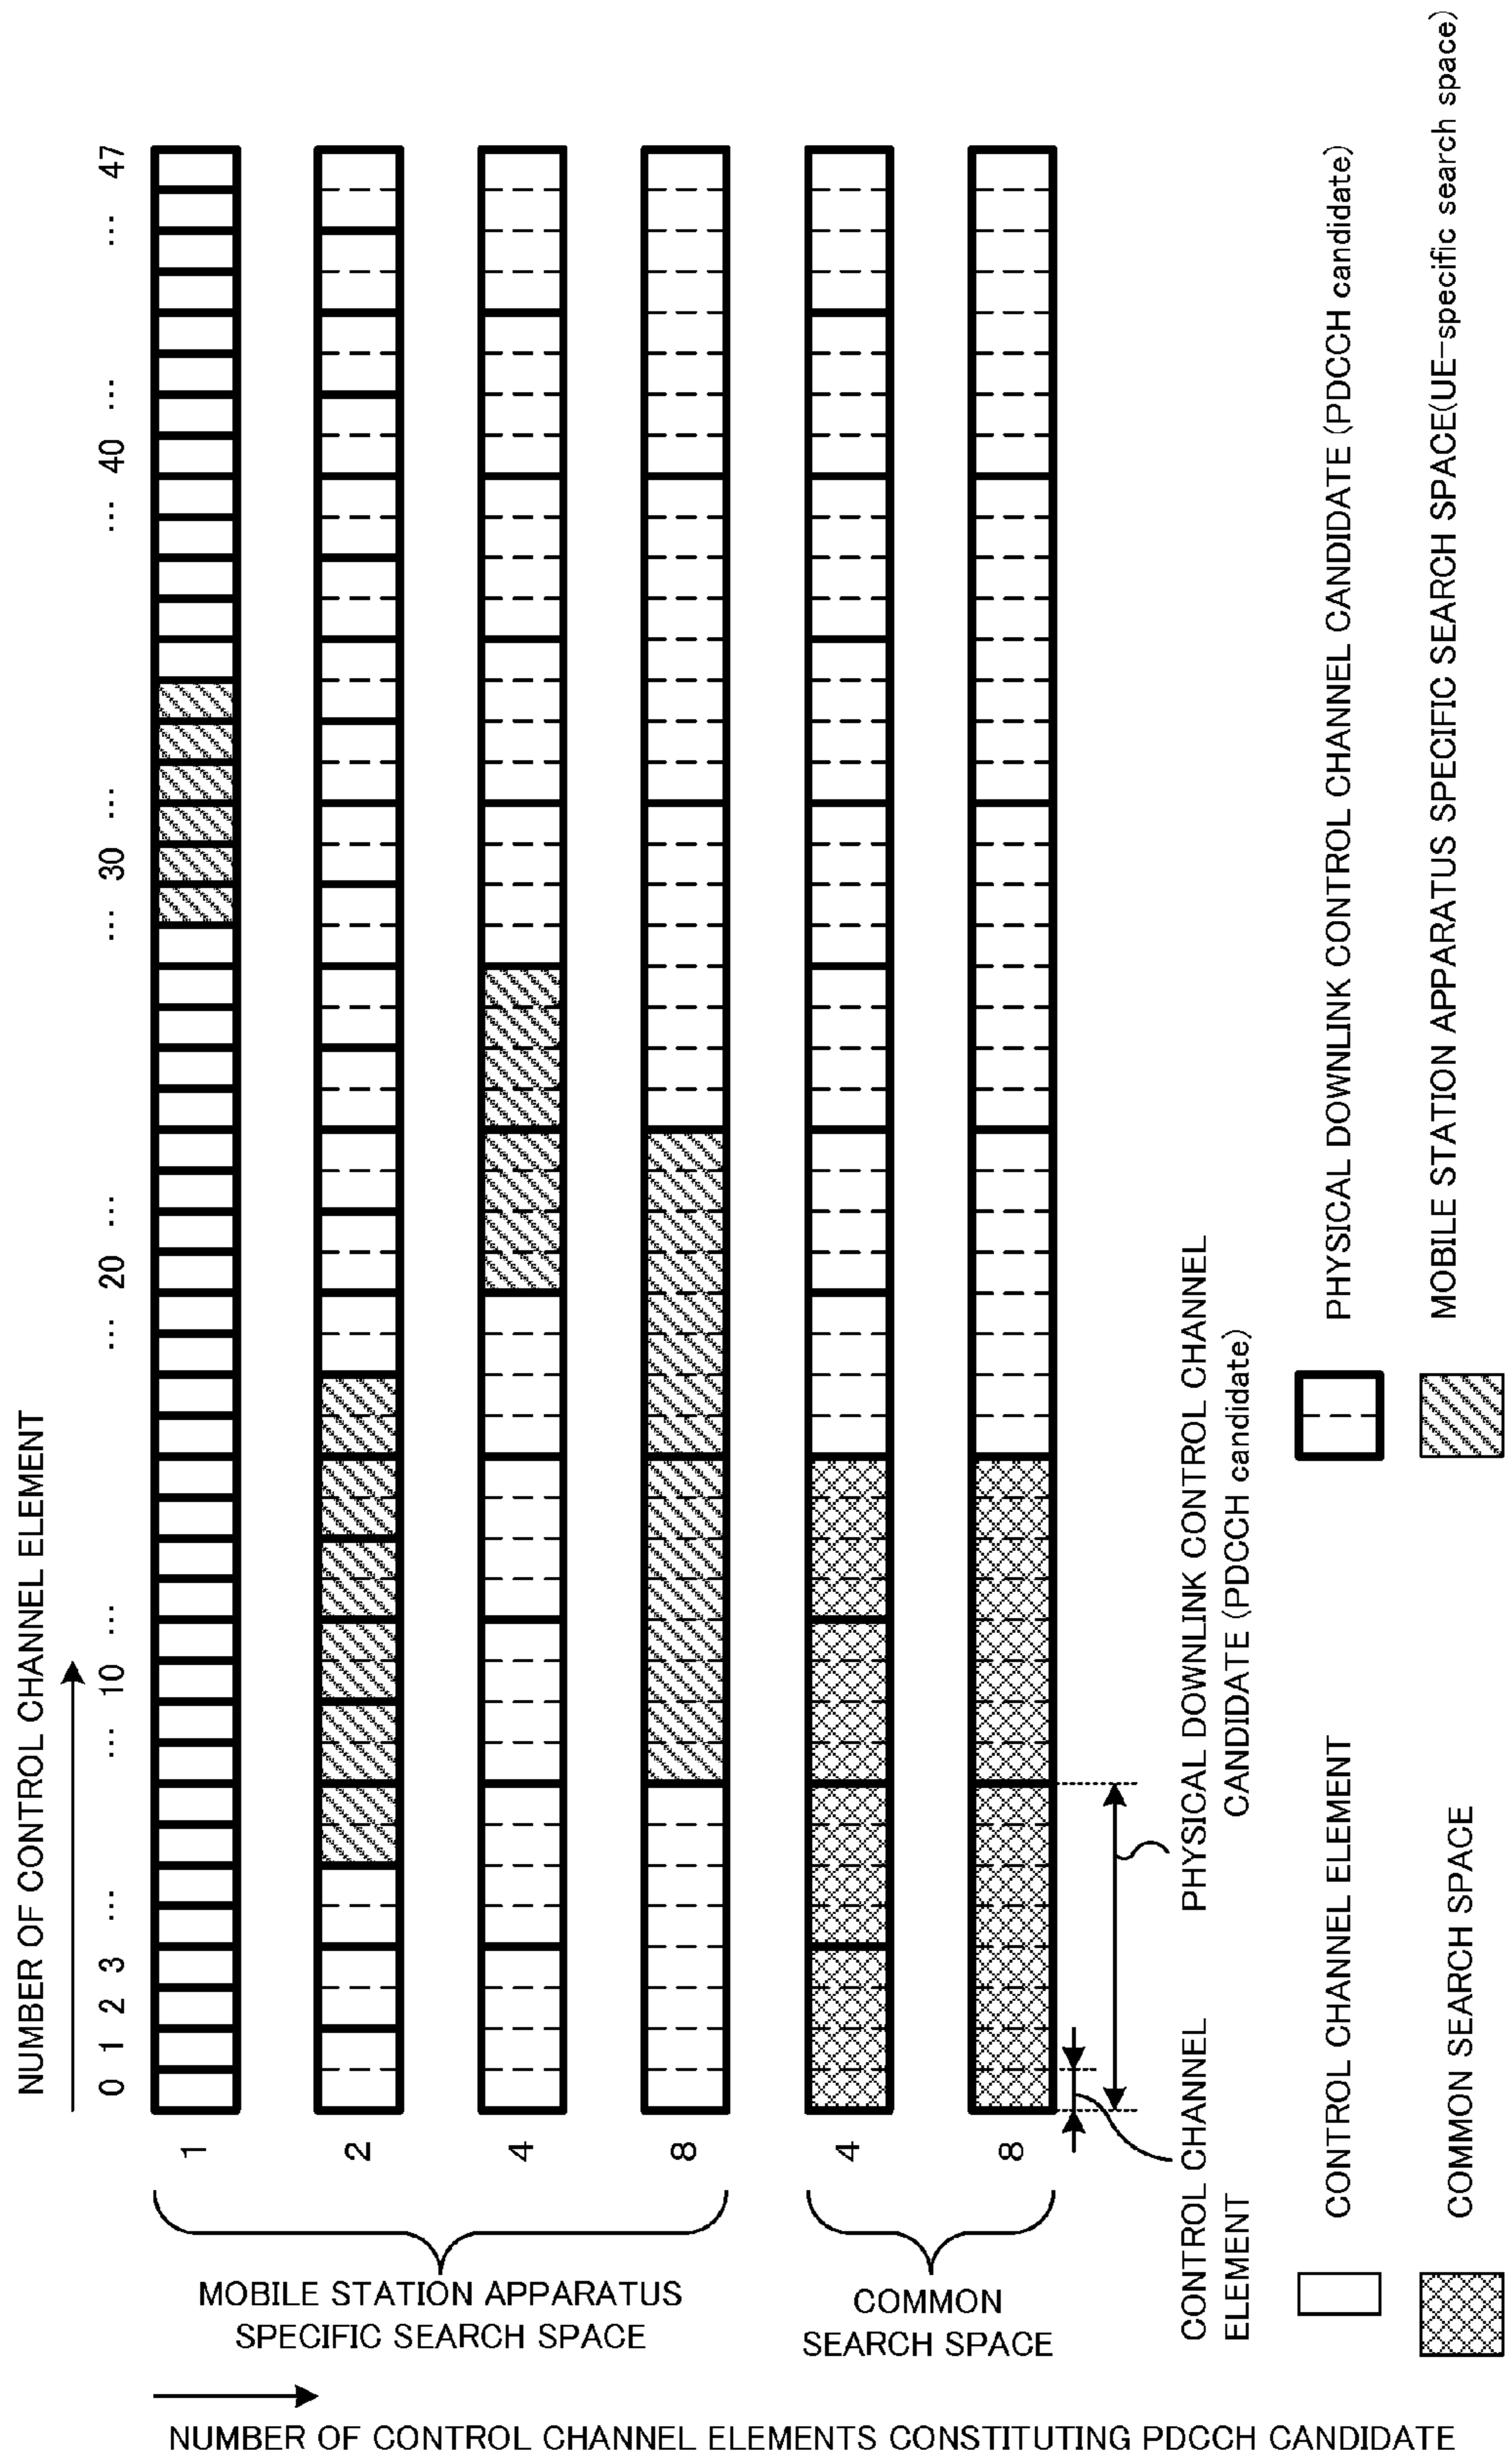 NUMBER OF CONTROL CHANNEL ELEMENT
0 1 2 3 ... 10 ... 20 ... 30 ... 40 ... 47
1
2
4
8
4
8
MOBILE STATION APPARATUS
SPECIFIC SEARCH SPACE
COMMON
SEARCH SPACE
NUMBER OF CONTROL CHANNEL ELEMENTS CONSTITUTING PDCCH CANDIDATE
CONTROL CHANNEL
ELEMENT
PHYSICAL DOWNLINK CONTROL CHANNEL
CANDIDATE (PDCCH candidate)
CONTROL CHANNEL ELEMENT
PHYSICAL DOWNLINK CONTROL CHANNEL CANDIDATE (PDCCH candidate)
COMMON SEARCH SPACE
MOBILE STATION APPARATUS SPECIFIC SEARCH SPACE(UE-specific search space)